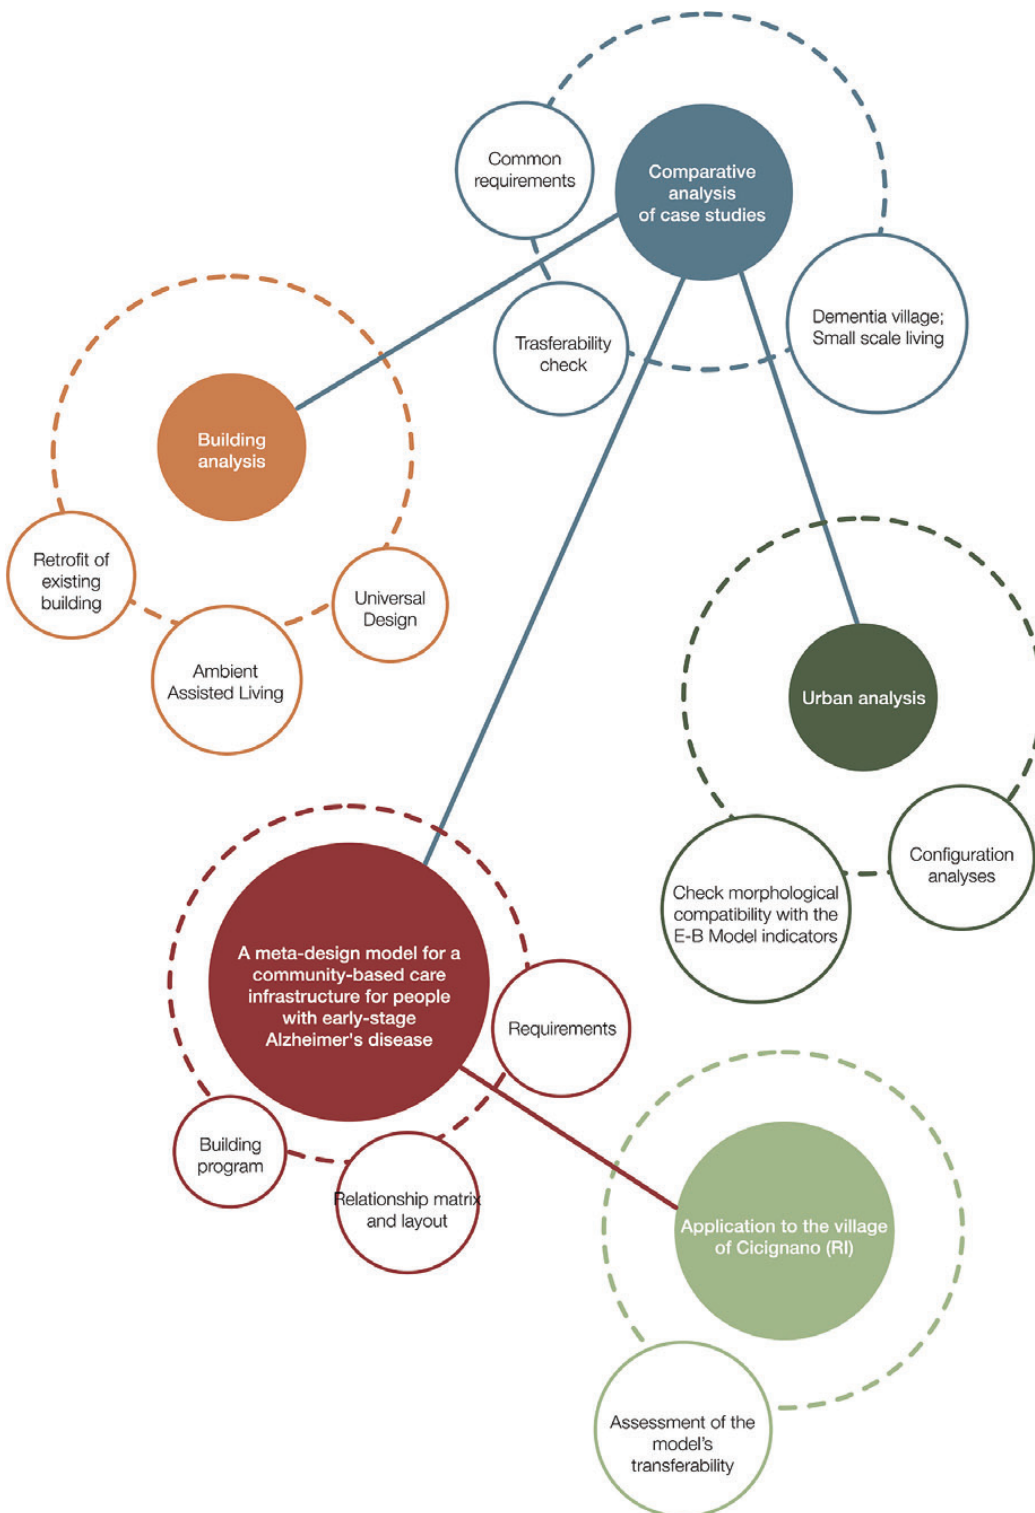 Common
requirements
Comparative
analysis
of case studies
Trasferability
check
Dementia village;
Small scale living
Building
analysis
Retrofit of
existing
building
Universal
Design
Ambient
Assisted Living
Urban analysis
Configuration
analyses
Check morphological
compatibility with the
E-B Model indicators
A meta-design model for a
community-based care
infrastructure for people
with early-stage
Alzheimer's disease
Requirements
Building
program
Relationship matrix
and layout
Application to the village
of Cicignano (RI)
Assessment of the
model's
transferability